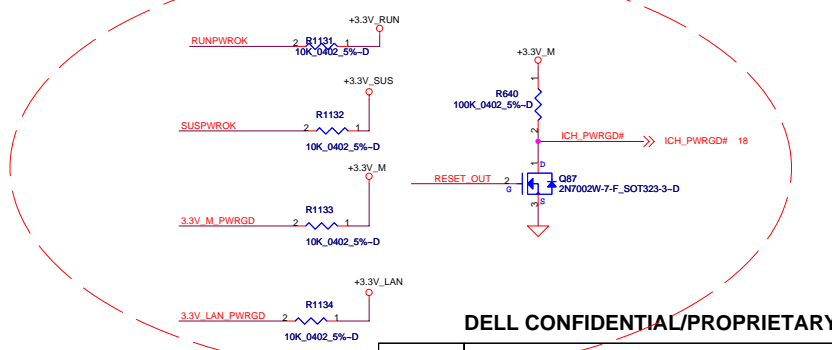 +3.3V_RUN
RUNPWROK 2 R1131 1
10K_0402_5%~D
+3.3V_SUS
R1132
SUSPWROK 2 1
10K_0402_5%~D
+3.3V_M
R1133
3.3V_M_PWRGD 2 1
10K_0402_5%~D
+3.3V_LAN
R1134
3.3V_LAN_PWRGD 2 1
10K_0402_5%~D
+3.3V_M
1
R640
100K_0402_5%~D
2
ICH_PWRGD# ICH_PWRGD# 18
1 D
RESET_OUT 2 G Q87
2N7002W-7-F_SOT323-3~D
3 S
DELL CONFIDENTIAL/PROPRIETARY